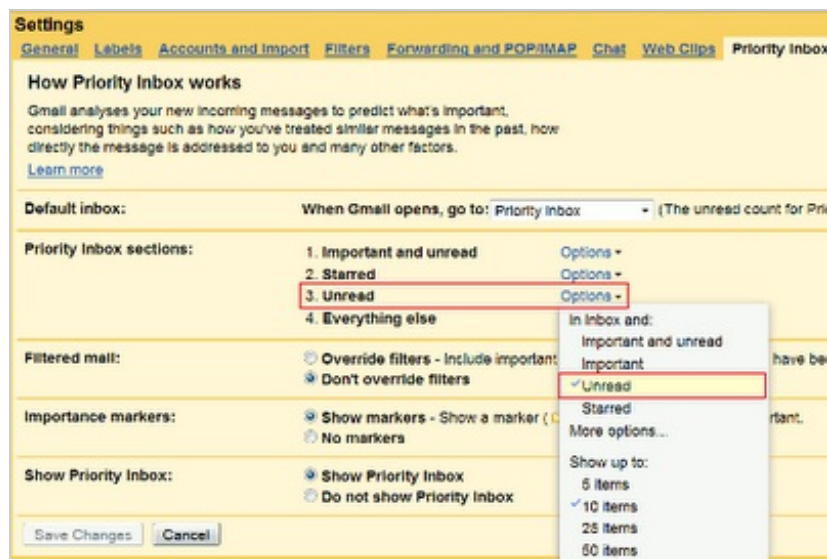 Settings
General Labels Accounts and Import Filters Forwarding and POP/IMAP Chat Web Clips Priority Inbox
How Priority Inbox works
Gmail analyses your new incoming messages to predict what's important,
considering things such as how you've treated similar messages in the past, how
directly the message is addressed to you and many other factors.
Learn more
Default inbox: When Gmail opens, go to: Priority Inbox (The unread count for Pri
Priority Inbox sections: 1. Important and unread Options
2. Starred Options
3. Unread Options
4. Everything else
In Inbox and:
Important and unread
Important
Unread
Starred
More options...
Show up to:
5 items
10 items
25 items
50 items
Filtered mail: Override filters - Include important have be
Don't override filters
Importance markers: Show markers - Show a marker ( rtant.
No markers
Show Priority Inbox: Show Priority Inbox
Do not show Priority Inbox
Save Changes Cancel